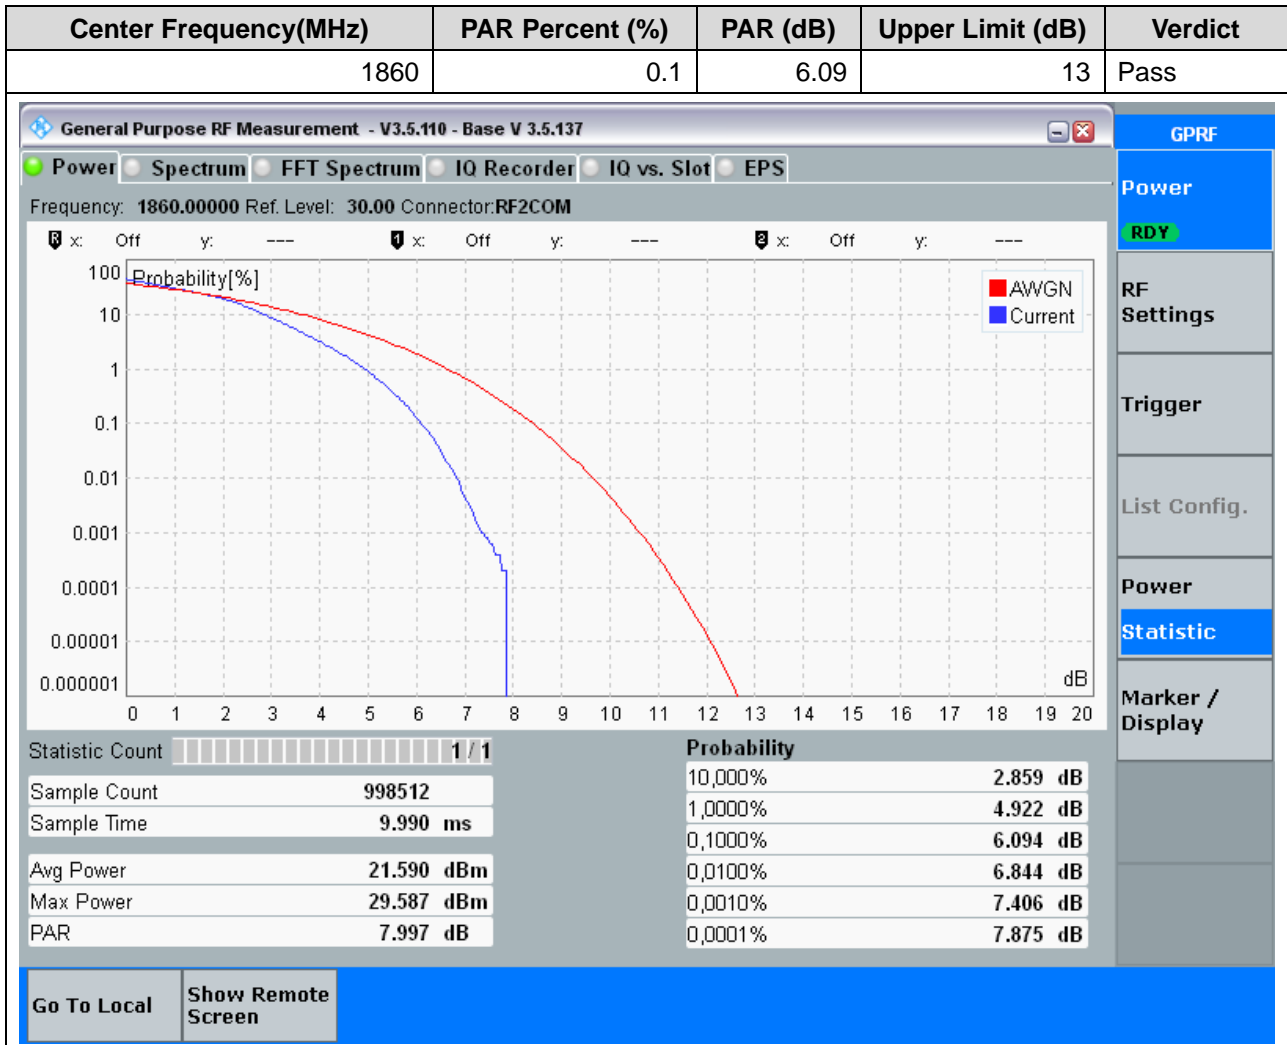 Center Frequency(MHz) PAR Percent (%) PAR (dB) Upper Limit (dB) Verdict
1860 0.1 6.09 13 Pass
General Purpose RF Measurement - V3.5.110 - Base V 3.5.137
GPRF
Power Spectrum FFT Spectrum IQ Recorder IQ vs. Slot EPS
Power
RDY
Frequency: 1860.00000 Ref. Level: 30.00 Connector:RF2COM
R x: Off y: --- 1 x: Off y: --- 2 x: Off y: ---
Probability[%]
AWGN
Current
100
10
1
0.1
0.01
0.001
0.0001
0.00001
0.000001
dB
0 1 2 3 4 5 6 7 8 9 10 11 12 13 14 15 16 17 18 19 20
RF
Settings
Trigger
List Config.
Power
Statistic
Marker /
Display
Statistic Count 1 / 1
Sample Count 998512
Sample Time 9.990 ms
Avg Power 21.590 dBm
Max Power 29.587 dBm
PAR 7.997 dB
Probability
10,000% 2.859 dB
1,0000% 4.922 dB
0,1000% 6.094 dB
0,0100% 6.844 dB
0,0010% 7.406 dB
0,0001% 7.875 dB
Go To Local
Show Remote
Screen